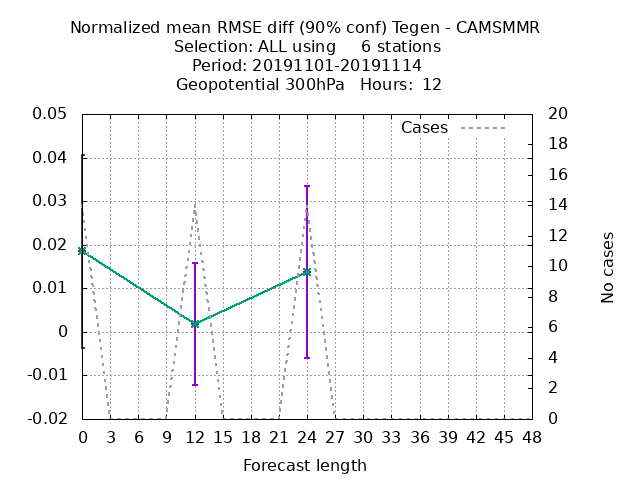 Normalized mean RMSE diff (90% conf) Tegen - CAMSMMR
Selection: ALL using     6 stations
Period: 20191101-20191114
Geopotential 300hPa   Hours:  12
Cases
0.05
0.04
0.03
0.02
0.01
0
-0.01
-0.02
20
18
16
14
12
10
8
6
4
2
0
No cases
0 3 6 9 12 15 18 21 24 27 30 33 36 39 42 45 48
Forecast length